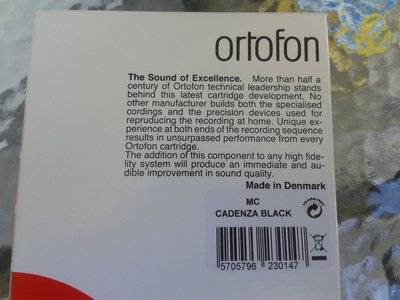 ortofon
The Sound of Excellence. More than half a
century of Ortofon technical leadership stands
behind this latest cartridge development. No
other manufacturer builds both the specialised
cordings and the precision devices used for
repruducing the recording at home. Unique ex-
perience at both ends of the recording sequence
results in unsurpassed performance from every
Ortofon cartridge.
The addition of this component to any high fide-
lity system will produce an immediate and au-
dible improvement in sound quality.
Made in Denmark
MC
CADENZA BLACK
5705796 230147